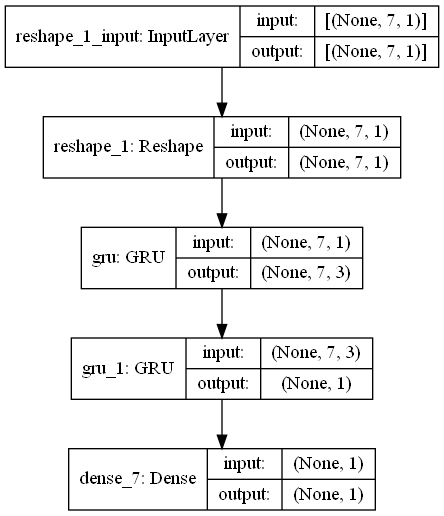 reshape_1_input: InputLayer input: [(None, 7, 1)]
output: [(None, 7, 1)]
reshape_1: Reshape input: (None, 7, 1)
output: (None, 7, 1)
gru: GRU input: (None, 7, 1)
output: (None, 7, 3)
gru_1: GRU input: (None, 7, 3)
output: (None, 1)
dense_7: Dense input: (None, 1)
output: (None, 1)